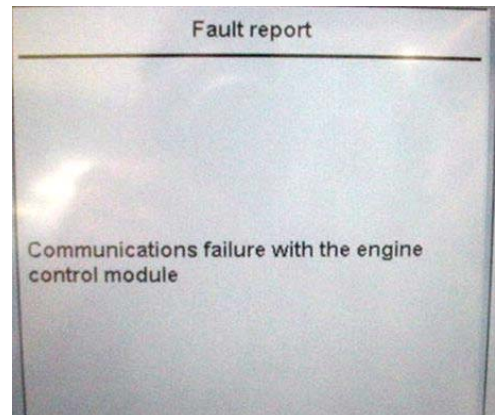 Fault report
Communications failure with the engine
control module